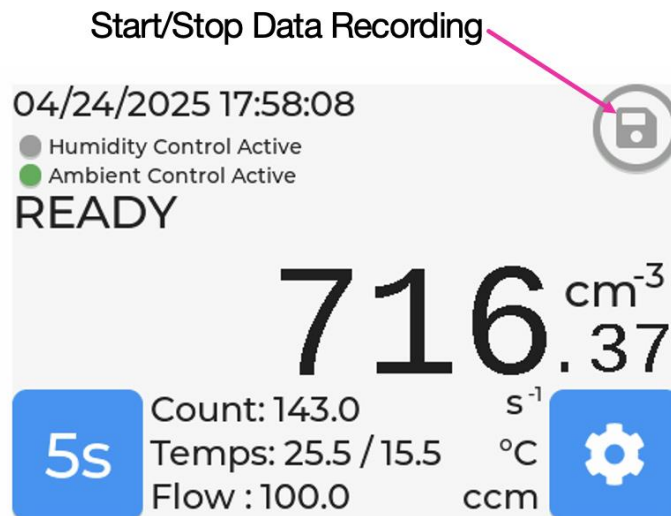 Start/Stop Data Recording
04/24/2025 17:58:08
Humidity Control Active
Ambient Control Active
READY
716.37 cm-3
Count: 143.0 s-1
Temps: 25.5 / 15.5 °C
Flow : 100.0 ccm
5s